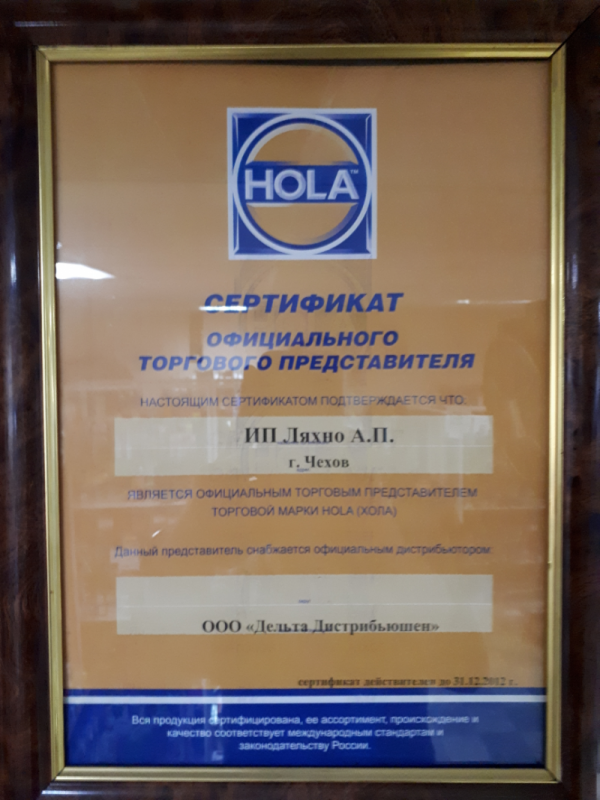 HOLA™
СЕРТИФИКАТ
ОФИЦИАЛЬНОГО
ТОРГОВОГО ПРЕДСТАВИТЕЛЯ
НАСТОЯЩИМ СЕРТИФИКАТОМ ПОДТВЕРЖДАЕТСЯ ЧТО:
ИП Ляхно А.П.
г. Чехов
ЯВЛЯЕТСЯ ОФИЦИАЛЬНЫМ ТОРГОВЫМ ПРЕДСТАВИТЕЛЕМ
ТОРГОВОЙ МАРКИ HOLA (ХОЛА)
Данный представитель снабжается официальным дистрибьютором:
ООО «Дельта Дистрибьюшен»
сертификат действителен до 31.12.2012 г.
Вся продукция сертифицирована, ее ассортимент, происхождение и
качество соответствует международным стандартам и
законодательству России.